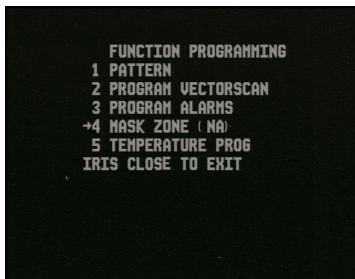 FUNCTION PROGRAMMING
1 PATTERN
2 PROGRAM VECTORSCAN
3 PROGRAM ALARMS
→4 MASK ZONE (NA)
5 TEMPERATURE PROG
IRIS CLOSE TO EXIT